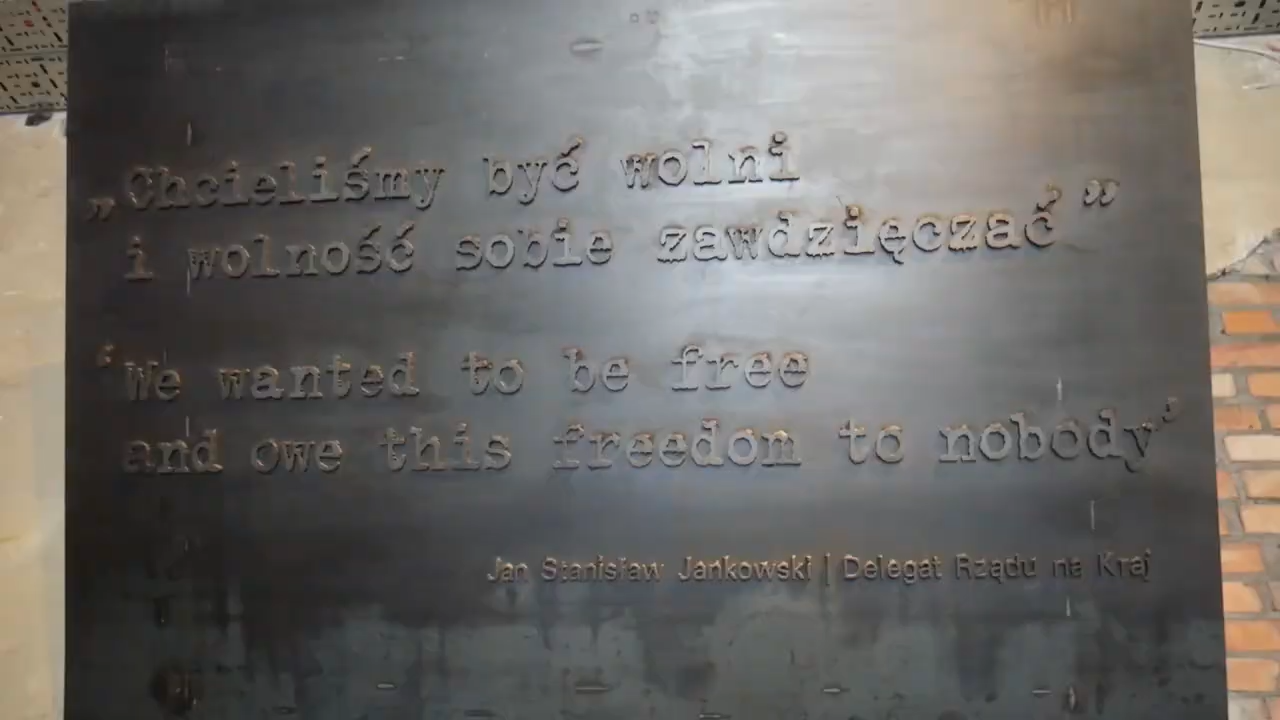 „Chcieliśmy być wolni
i wolność sobie zawdzięczać”
‘We wanted to be free
and owe this freedom to nobody’
Jan Stanisław Jankowski | Delegat Rządu na Kraj